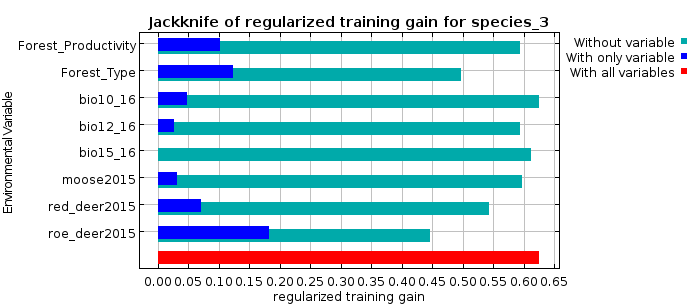 Jackknife of regularized training gain for species_3
Environmental Variable
Forest_Productivity
Forest_Type
bio10_16
bio12_16
bio15_16
moose2015
red_deer2015
roe_deer2015
Without variable
With only variable
With all variables
0.00 0.05 0.10 0.15 0.20 0.25 0.30 0.35 0.40 0.45 0.50 0.55 0.60 0.65
regularized training gain